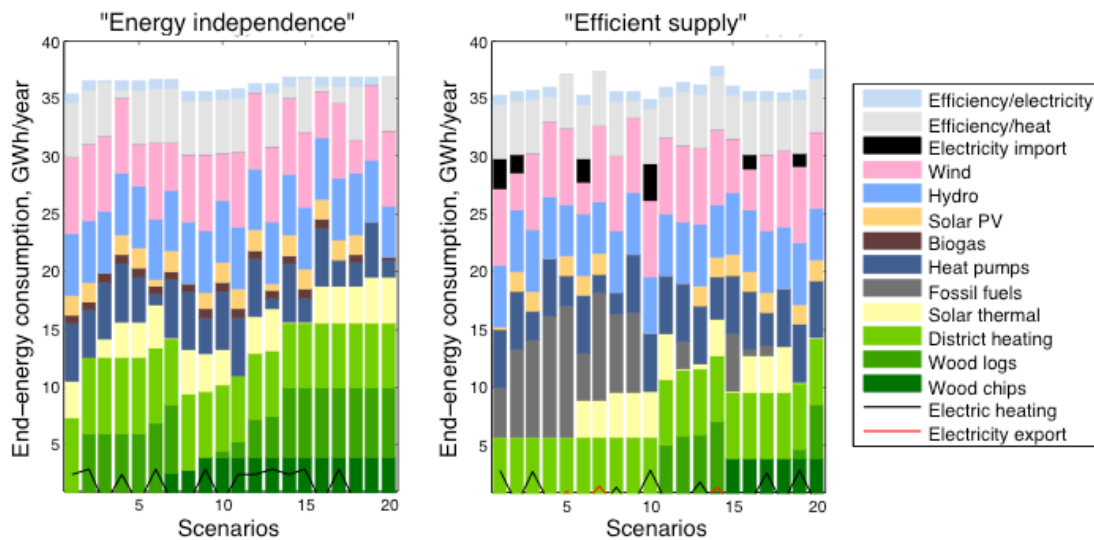 "Energy independence"
End-energy consumption, GWh/year
40
35
30
25
20
15
10
5
5 10 15 20
Scenarios
"Efficient supply"
End-energy consumption, GWh/year
40
35
30
25
20
15
10
5
5 10 15 20
Scenarios
Efficiency/electricity
Efficiency/heat
Electricity import
Wind
Hydro
Solar PV
Biogas
Heat pumps
Fossil fuels
Solar thermal
District heating
Wood logs
Wood chips
Electric heating
Electricity export